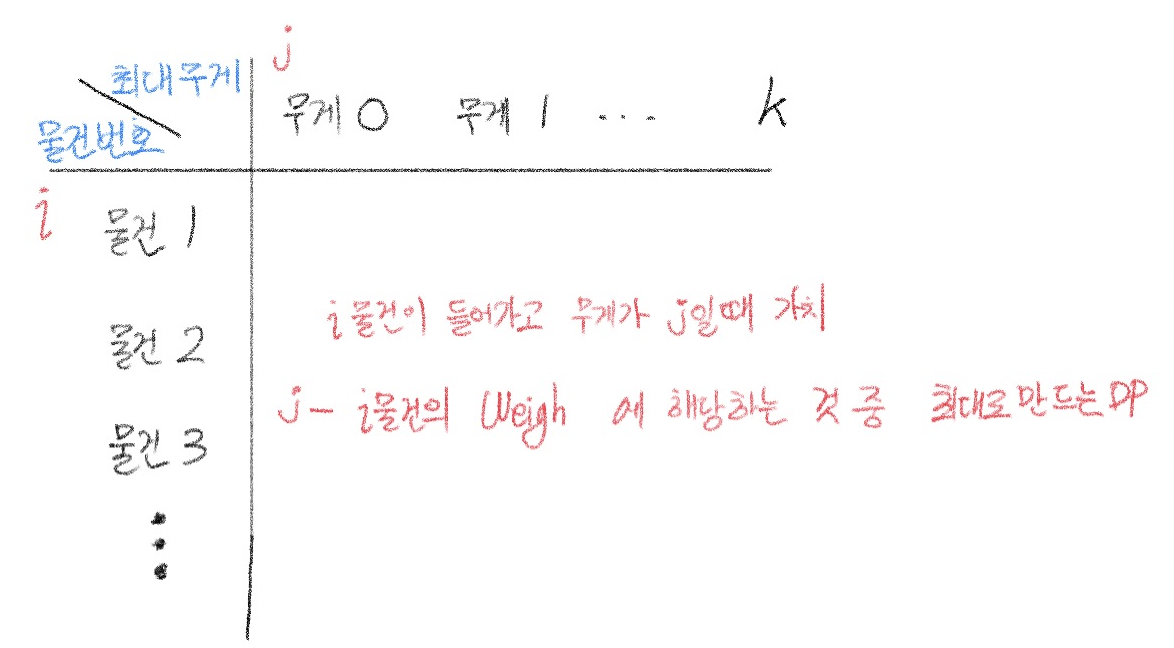 j
최대무게
무게 0 무게 1 ... k
물건번호
i
물건 1
i물건이 들어가고 무게가 j일때 가치
물건 2
j- i물건의 Weigh 에 해당하는 것 중 최대로 만드는 DP
물건 3